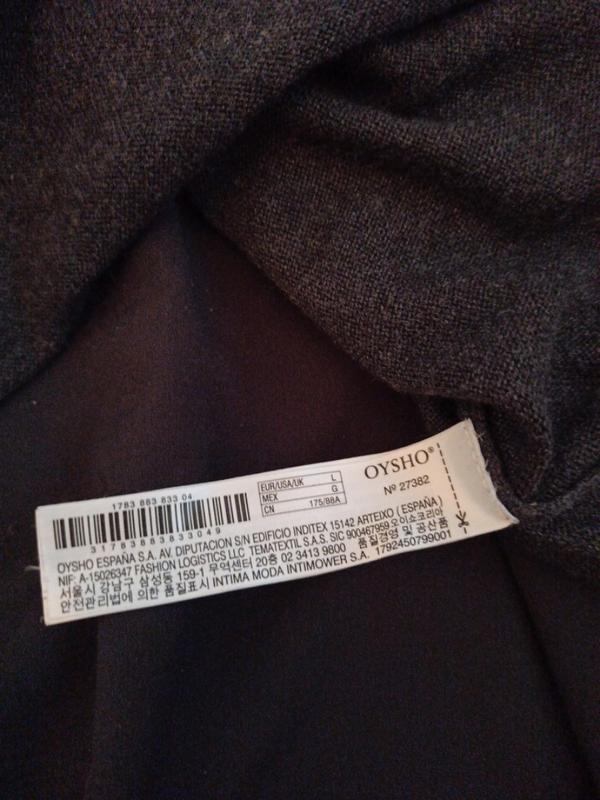 1783 883 833 04
31783883833049
EUR/USA/UK L
MEX G
CN 175/88A
OYSHO®
Nº 27382
OYSHO ESPAÑA S.A. AV. DIPUTACION S/N EDIFICIO INDITEX 15142 ARTEIXO (ESPAÑA)
NIF: A-15026347 FASHION LOGISTICS LLC TEMATEXTIL S.A.S. SIC 900467959 오이쇼코리아
서울시 강남구 삼성동 159-1 무역센터 20층 02 3413 9800 품질경영 및 공산품
안전관리법에 의한 품질표시 INTIMA MODA INTIMOWER S.A. 1792450799001